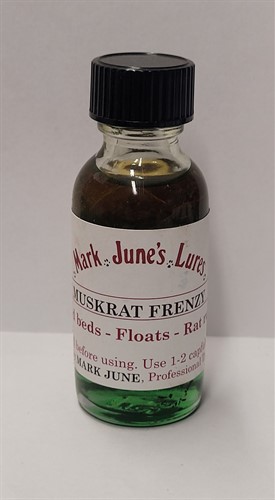 Mark June's Lures
MUSKRAT FRENZY
beds - Floats - Rat
before using. Use 1-2
MARK JUNE, Professional